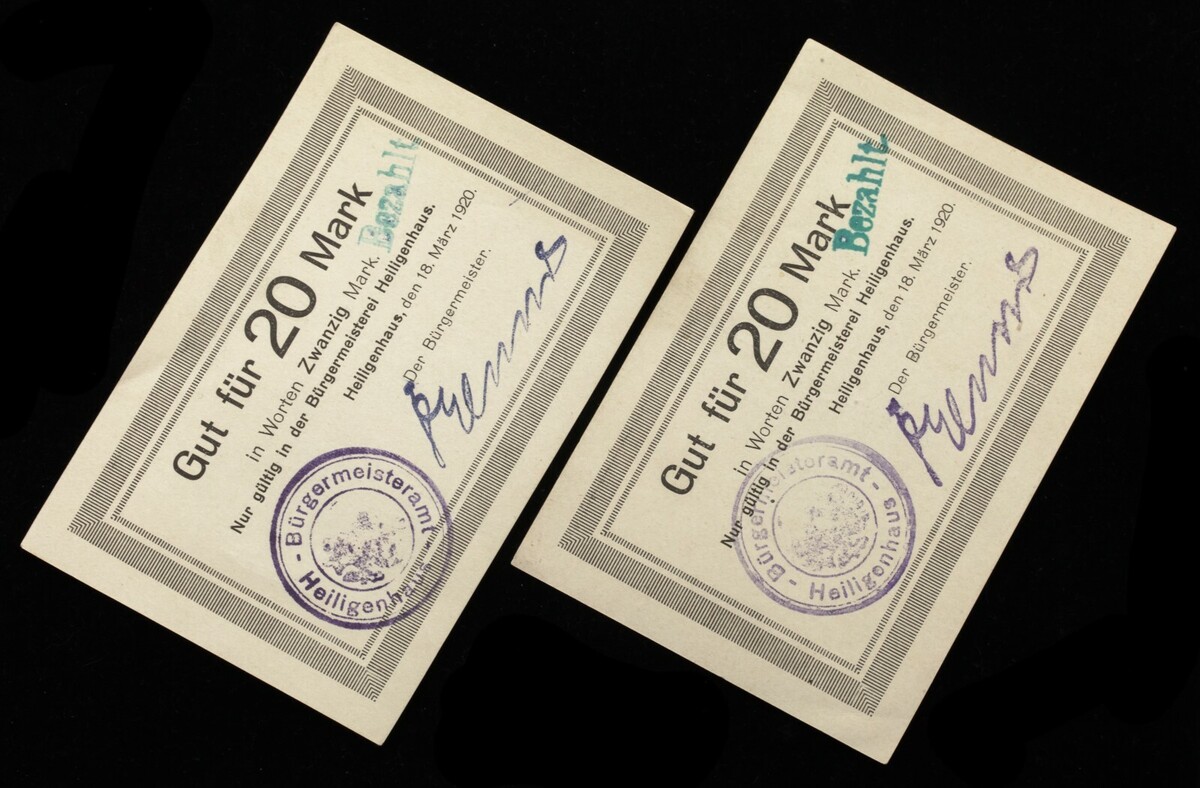 Gut für 20 Mark
Bezahlt
in Worten Zwanzig Mark.
Nur gültig in der Bürgermeisterei Heiligenhaus.
Heiligenhaus, den 18. März 1920.
Der Bürgermeister.
- Bürgermeisteramt -
Heiligenhaus
Gut für 20 Mark
Bezahlt
in Worten Zwanzig Mark.
Nur gültig in der Bürgermeisterei Heiligenhaus.
Heiligenhaus, den 18. März 1920.
Der Bürgermeister.
- Bürgermeisteramt -
Heiligenhaus